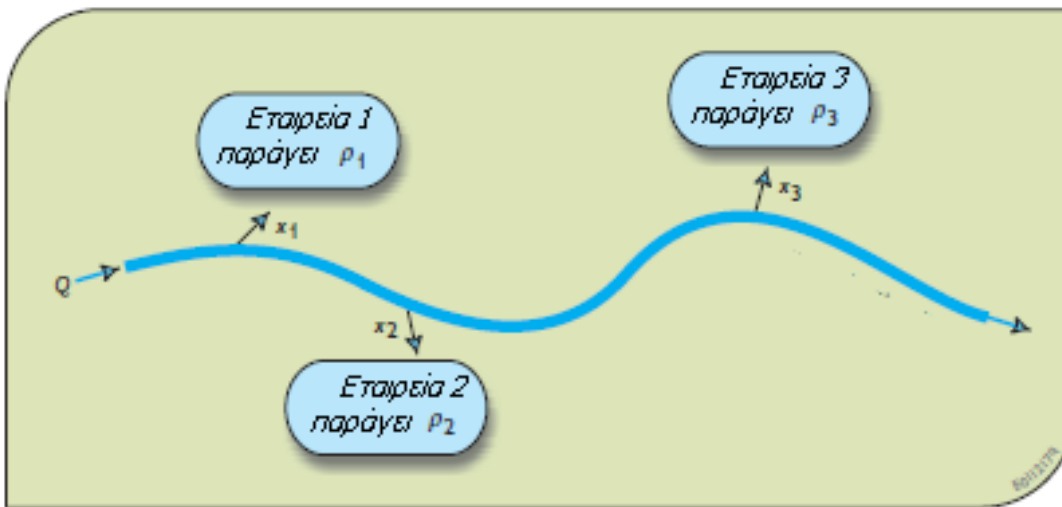 Εταιρεία 1
παράγει ρ1
Εταιρεία 3
παράγει ρ3
x3
x1
Q
x2
Εταιρεία 2
παράγει ρ2